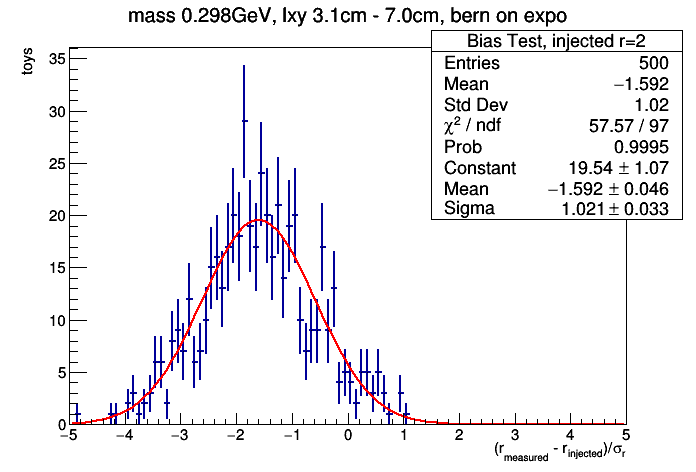 mass 0.298GeV, lxy 3.1cm - 7.0cm, bern on expo
toys
Bias Test, injected r=2
Entries 500
Mean −1.592
Std Dev 1.02
χ² / ndf 57.57 / 97
Prob 0.9995
Constant 19.54 ± 1.07
Mean −1.592 ± 0.046
Sigma 1.021 ± 0.033
35
30
25
20
15
10
5
0
−5 −4 −3 −2 −1 0 1 2 3 4 5
(r_measured - r_injected)/σ_r